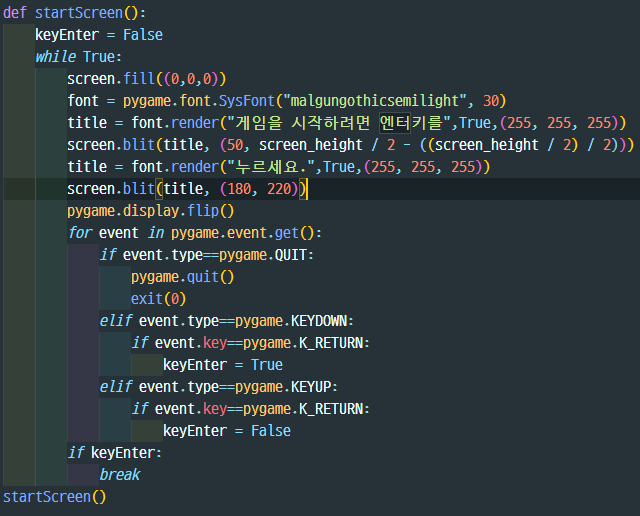 def startScreen():
    keyEnter = False
    while True:
        screen.fill((0,0,0))
        font = pygame.font.SysFont("malgungothicsemilight", 30)
        title = font.render("게임을 시작하려면 엔터키를",True,(255, 255, 255))
        screen.blit(title, (50, screen_height / 2 - ((screen_height / 2) / 2)))
        title = font.render("누르세요.",True,(255, 255, 255))
        screen.blit(title, (180, 220))
        pygame.display.flip()
        for event in pygame.event.get():
            if event.type==pygame.QUIT:
                pygame.quit()
                exit(0)
            elif event.type==pygame.KEYDOWN:
                if event.key==pygame.K_RETURN:
                    keyEnter = True
            elif event.type==pygame.KEYUP:
                if event.key==pygame.K_RETURN:
                    keyEnter = False
        if keyEnter:
            break
startScreen()